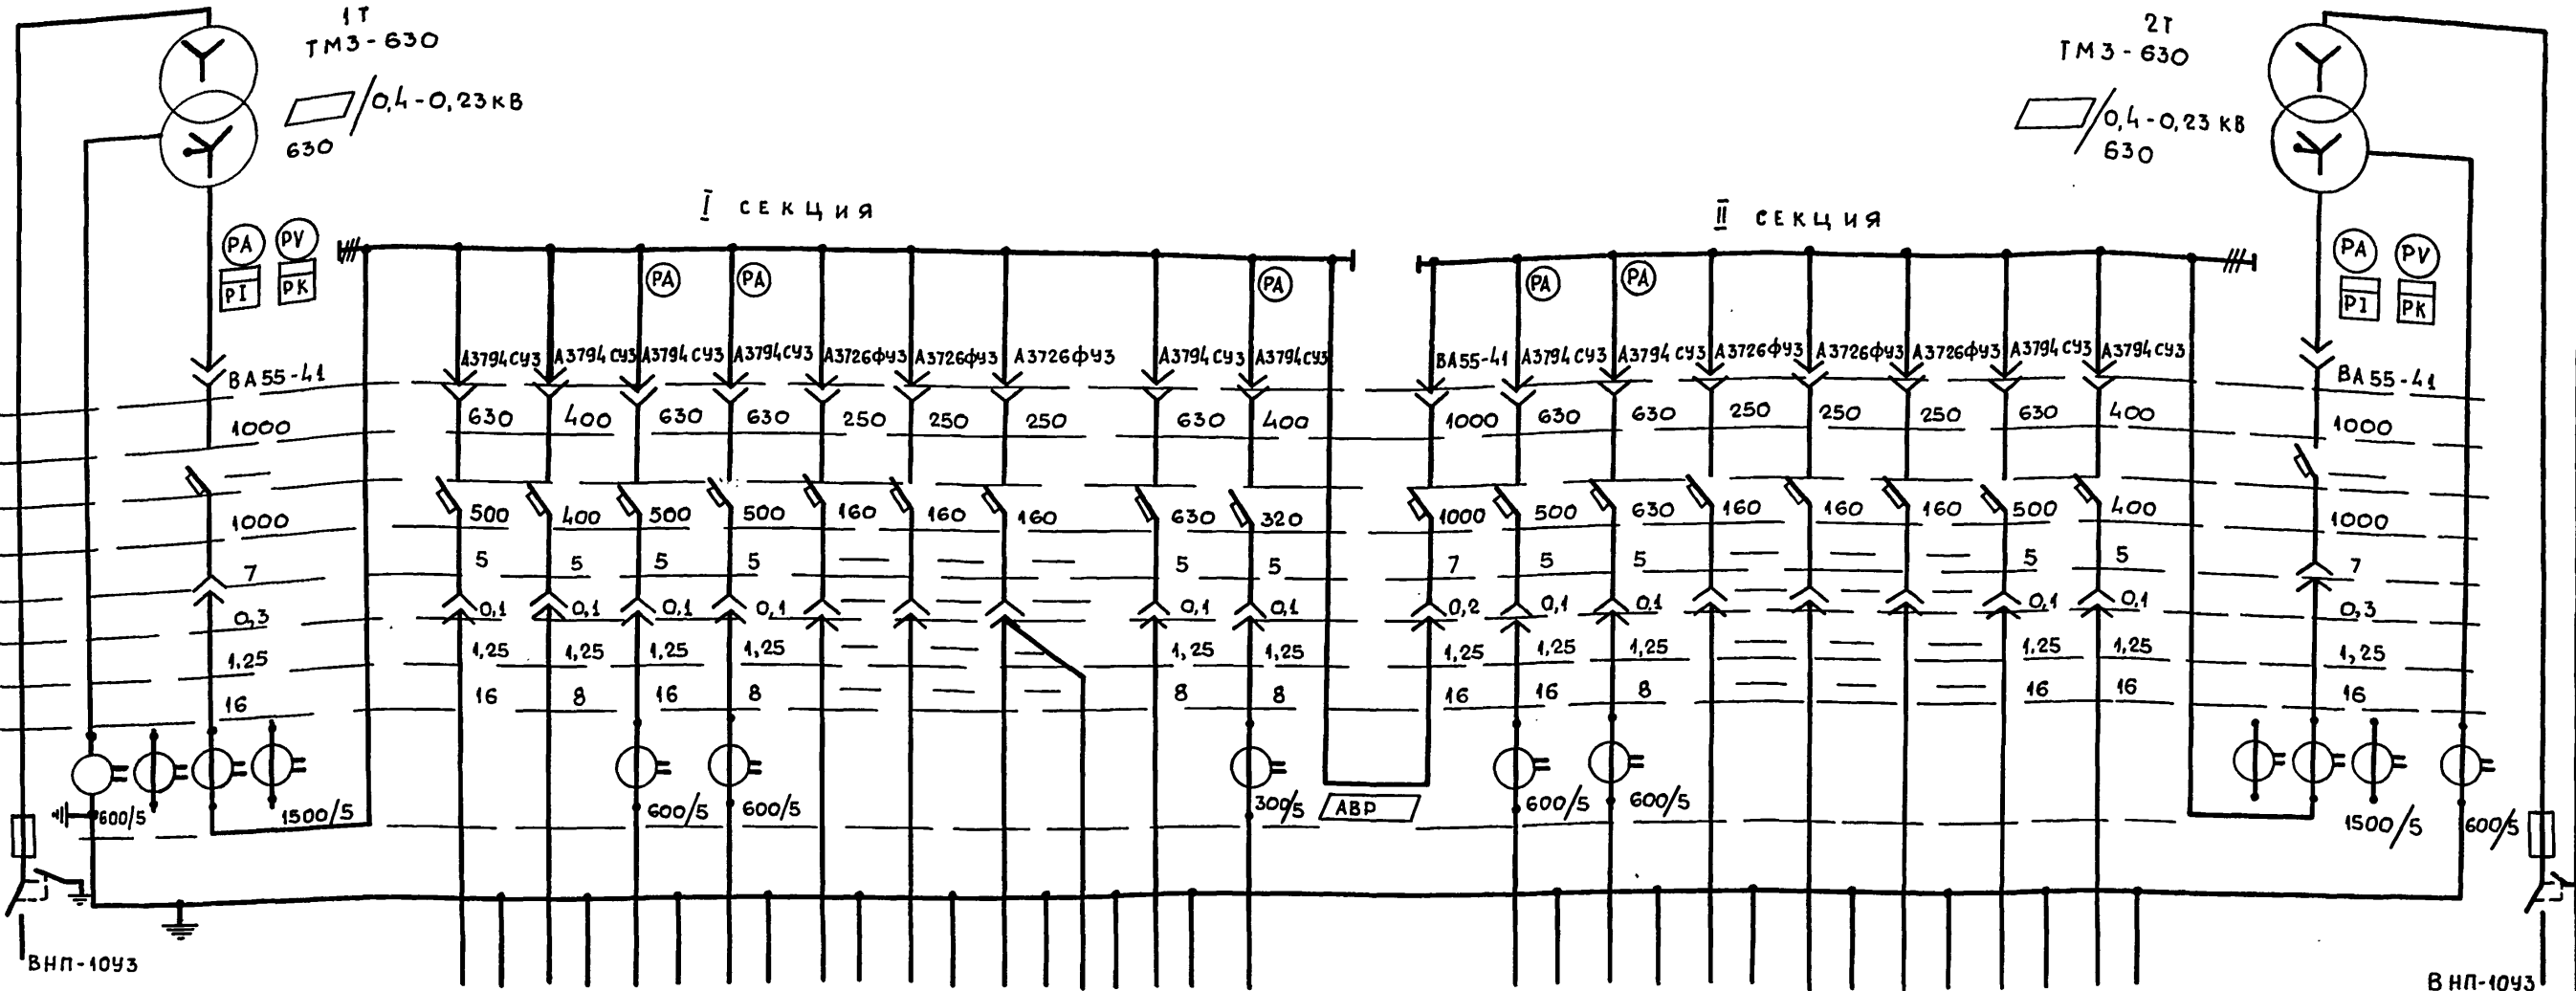 1Т
ТМЗ-630
/0,4-0,23кВ
630
2Т
ТМЗ-630
/0,4-0,23 кВ
630
I СЕКЦИЯ
II СЕКЦИЯ
PA PV
PI PK
PA PA PA
PA PA
PA PV
PI PK
ВА55-41 А3794СУ3 А3794СУ3 А3794СУ3 А3794СУ3 А3726ФУ3 А3726ФУ3 А3726ФУ3 А3794СУ3 А3794СУ3 ВА55-41 А3794СУ3 А3794СУ3 А3726ФУ3 А3726ФУ3 А3726ФУ3 А3794СУ3 А3794СУ3 ВА55-41
1000 630 400 630 630 250 250 250 630 400 1000 630 630 250 250 250 630 400 1000
— —
1000 500 400 500 500 160 160 160 630 320 1000 500 630 160 160 160 500 400 1000
7 5 5 5 5 — — — 5 5 7 5 5 — — — 5 5 7
0,3 0,1 0,1 0,1 0,1 — — — 0,1 0,1 0,2 0,1 0,1 — — — 0,1 0,1 0,3
1,25 1,25 1,25 1,25 1,25 — — — 1,25 1,25 1,25 1,25 1,25 — — — 1,25 1,25 1,25
16 16 8 16 8 — — — 8 8 16 16 8 — — — 16 16 16
600/5 1500/5 600/5 600/5 300/5 АВР 600/5 600/5 1500/5 600/5
ВНП-10У3
ВНП-10У3